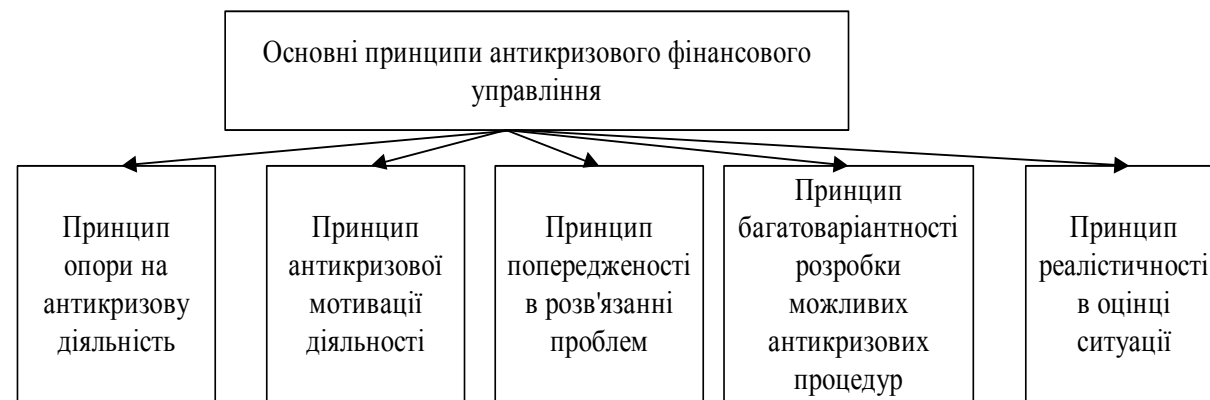 Основні принципи антикризового фінансового
управління
Принцип
опори на
антикризову
діяльність
Принцип
антикризової
мотивації
діяльності
Принцип
попередженості
в розв'язанні
проблем
Принцип
багатоваріантності
розробки
можливих
антикризових
процедур
Принцип
реалістичності
в оцінці
ситуації